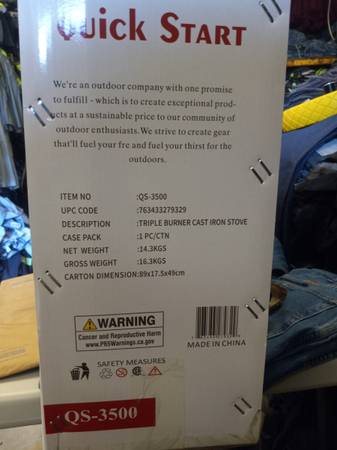 Quick Start
We're an outdoor company with one promise
to fulfill - which is to create exceptional prod-
ucts at a sustainable price to our community of
outdoor enthusiasts. We strive to create gear
that'll fuel your fre and fuel your thirst for the
outdoors.
ITEM NO :QS-3500
UPC CODE :763433279329
DESCRIPTION :TRIPLE BURNER CAST IRON STOVE
CASE PACK :1 PC/CTN
NET WEIGHT :14.3KGS
GROSS WEIGHT :16.3KGS
CARTON DIMENSION:89x17.5x49cm
WARNING
Cancer and Reproductive Harm
www.P65Warnings.ca.gov
MADE IN CHINA
SAFETY MEASURES
QS-3500